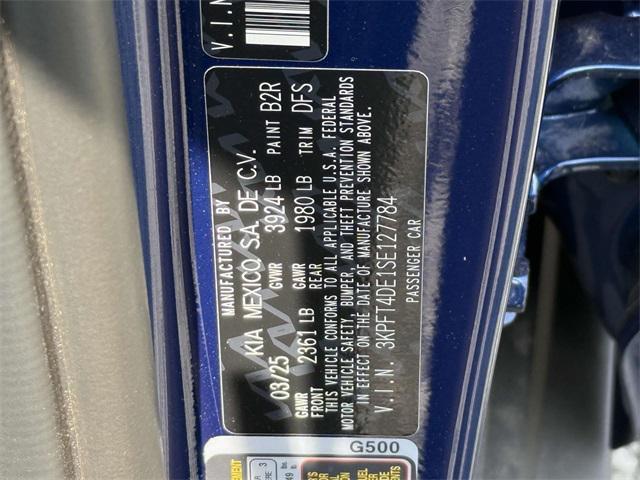 V.I.N
MANUFACTURED BY
KIA MEXICO, S.A. DE C.V.
03/25 GVWR 3924 LB PAINT B2R
GAWR FRONT 2361 LB GAWR REAR 1980 LB TRIM DFS
THIS VEHICLE CONFORMS TO ALL APPLICABLE U.S.A. FEDERAL
MOTOR VEHICLE SAFETY, BUMPER, AND THEFT PREVENTION STANDARDS
IN EFFECT ON THE DATE OF MANUFACTURE SHOWN ABOVE.
V.I.N. 3KPFT4DE1SE127784
PASSENGER CAR
G500